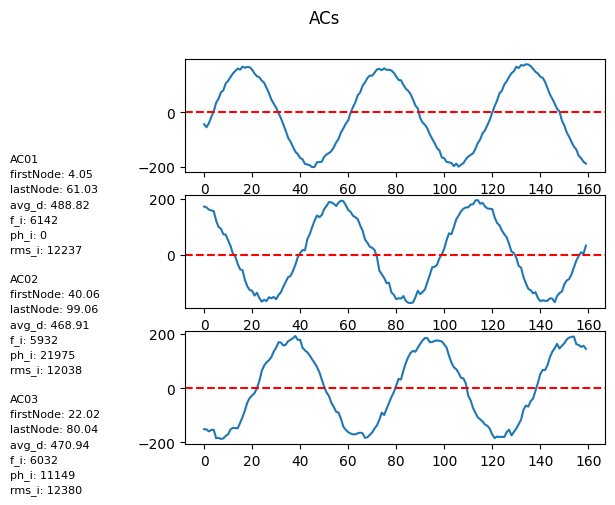 ACs
0
−200
0 20 40 60 80 100 120 140 160
200
0
0 20 40 60 80 100 120 140 160
200
0
−200
0 20 40 60 80 100 120 140 160
AC01
firstNode: 4.05
lastNode: 61.03
avg_d: 488.82
f_i: 6142
ph_i: 0
rms_i: 12237
AC02
firstNode: 40.06
lastNode: 99.06
avg_d: 468.91
f_i: 5932
ph_i: 21975
rms_i: 12038
AC03
firstNode: 22.02
lastNode: 80.04
avg_d: 470.94
f_i: 6032
ph_i: 11149
rms_i: 12380